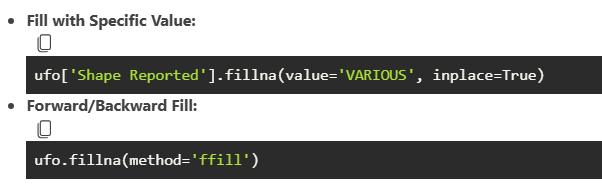 Fill with Specific Value:
ufo['Shape Reported'].fillna(value='VARIOUS', inplace=True)
Forward/Backward Fill:
ufo.fillna(method='ffill')